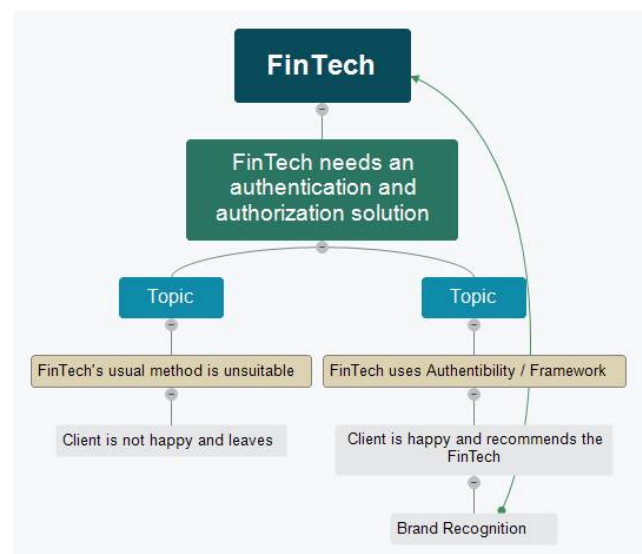 FinTech
FinTech needs an
authentication and
authorization solution
Topic
Topic
FinTech's usual method is unsuitable
FinTech uses Authentibility / Framework
Client is not happy and leaves
Client is happy and recommends the
FinTech
Brand Recognition